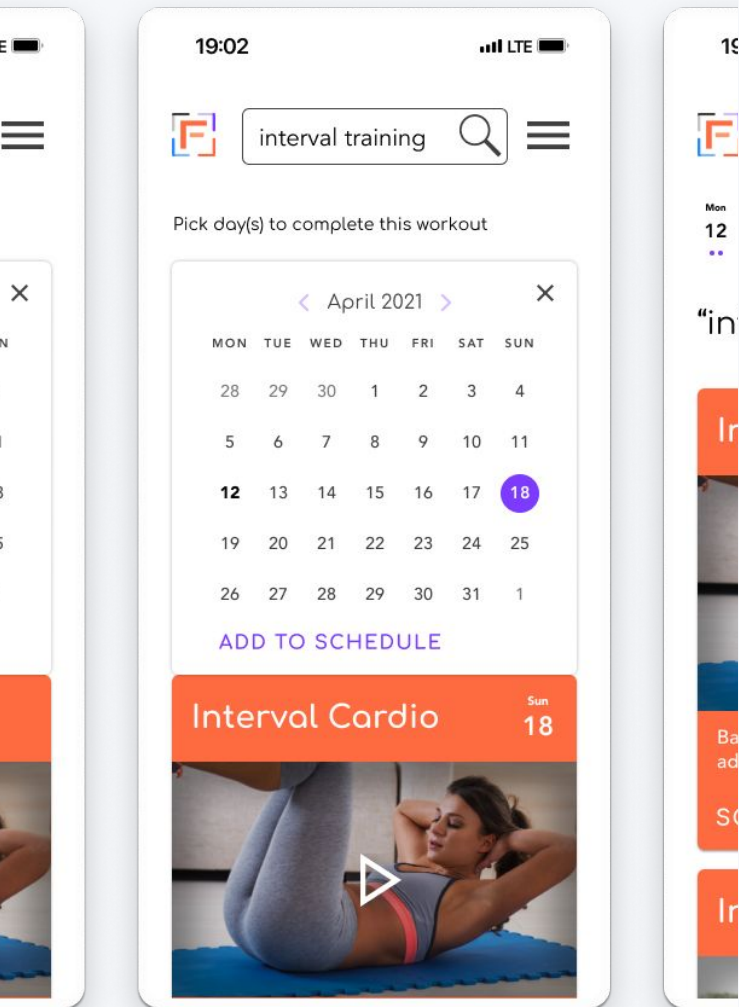 E
19:02
LTE
F
interval training
Pick day(s) to complete this workout
April 2021
MON TUE WED THU FRI SAT SUN
28 29 30 1 2 3 4
5 6 7 8 9 10 11
12 13 14 15 16 17 18
19 20 21 22 23 24 25
26 27 28 29 30 31 1
ADD TO SCHEDULE
Interval Cardio
Sun
18
19
F
Mon
12